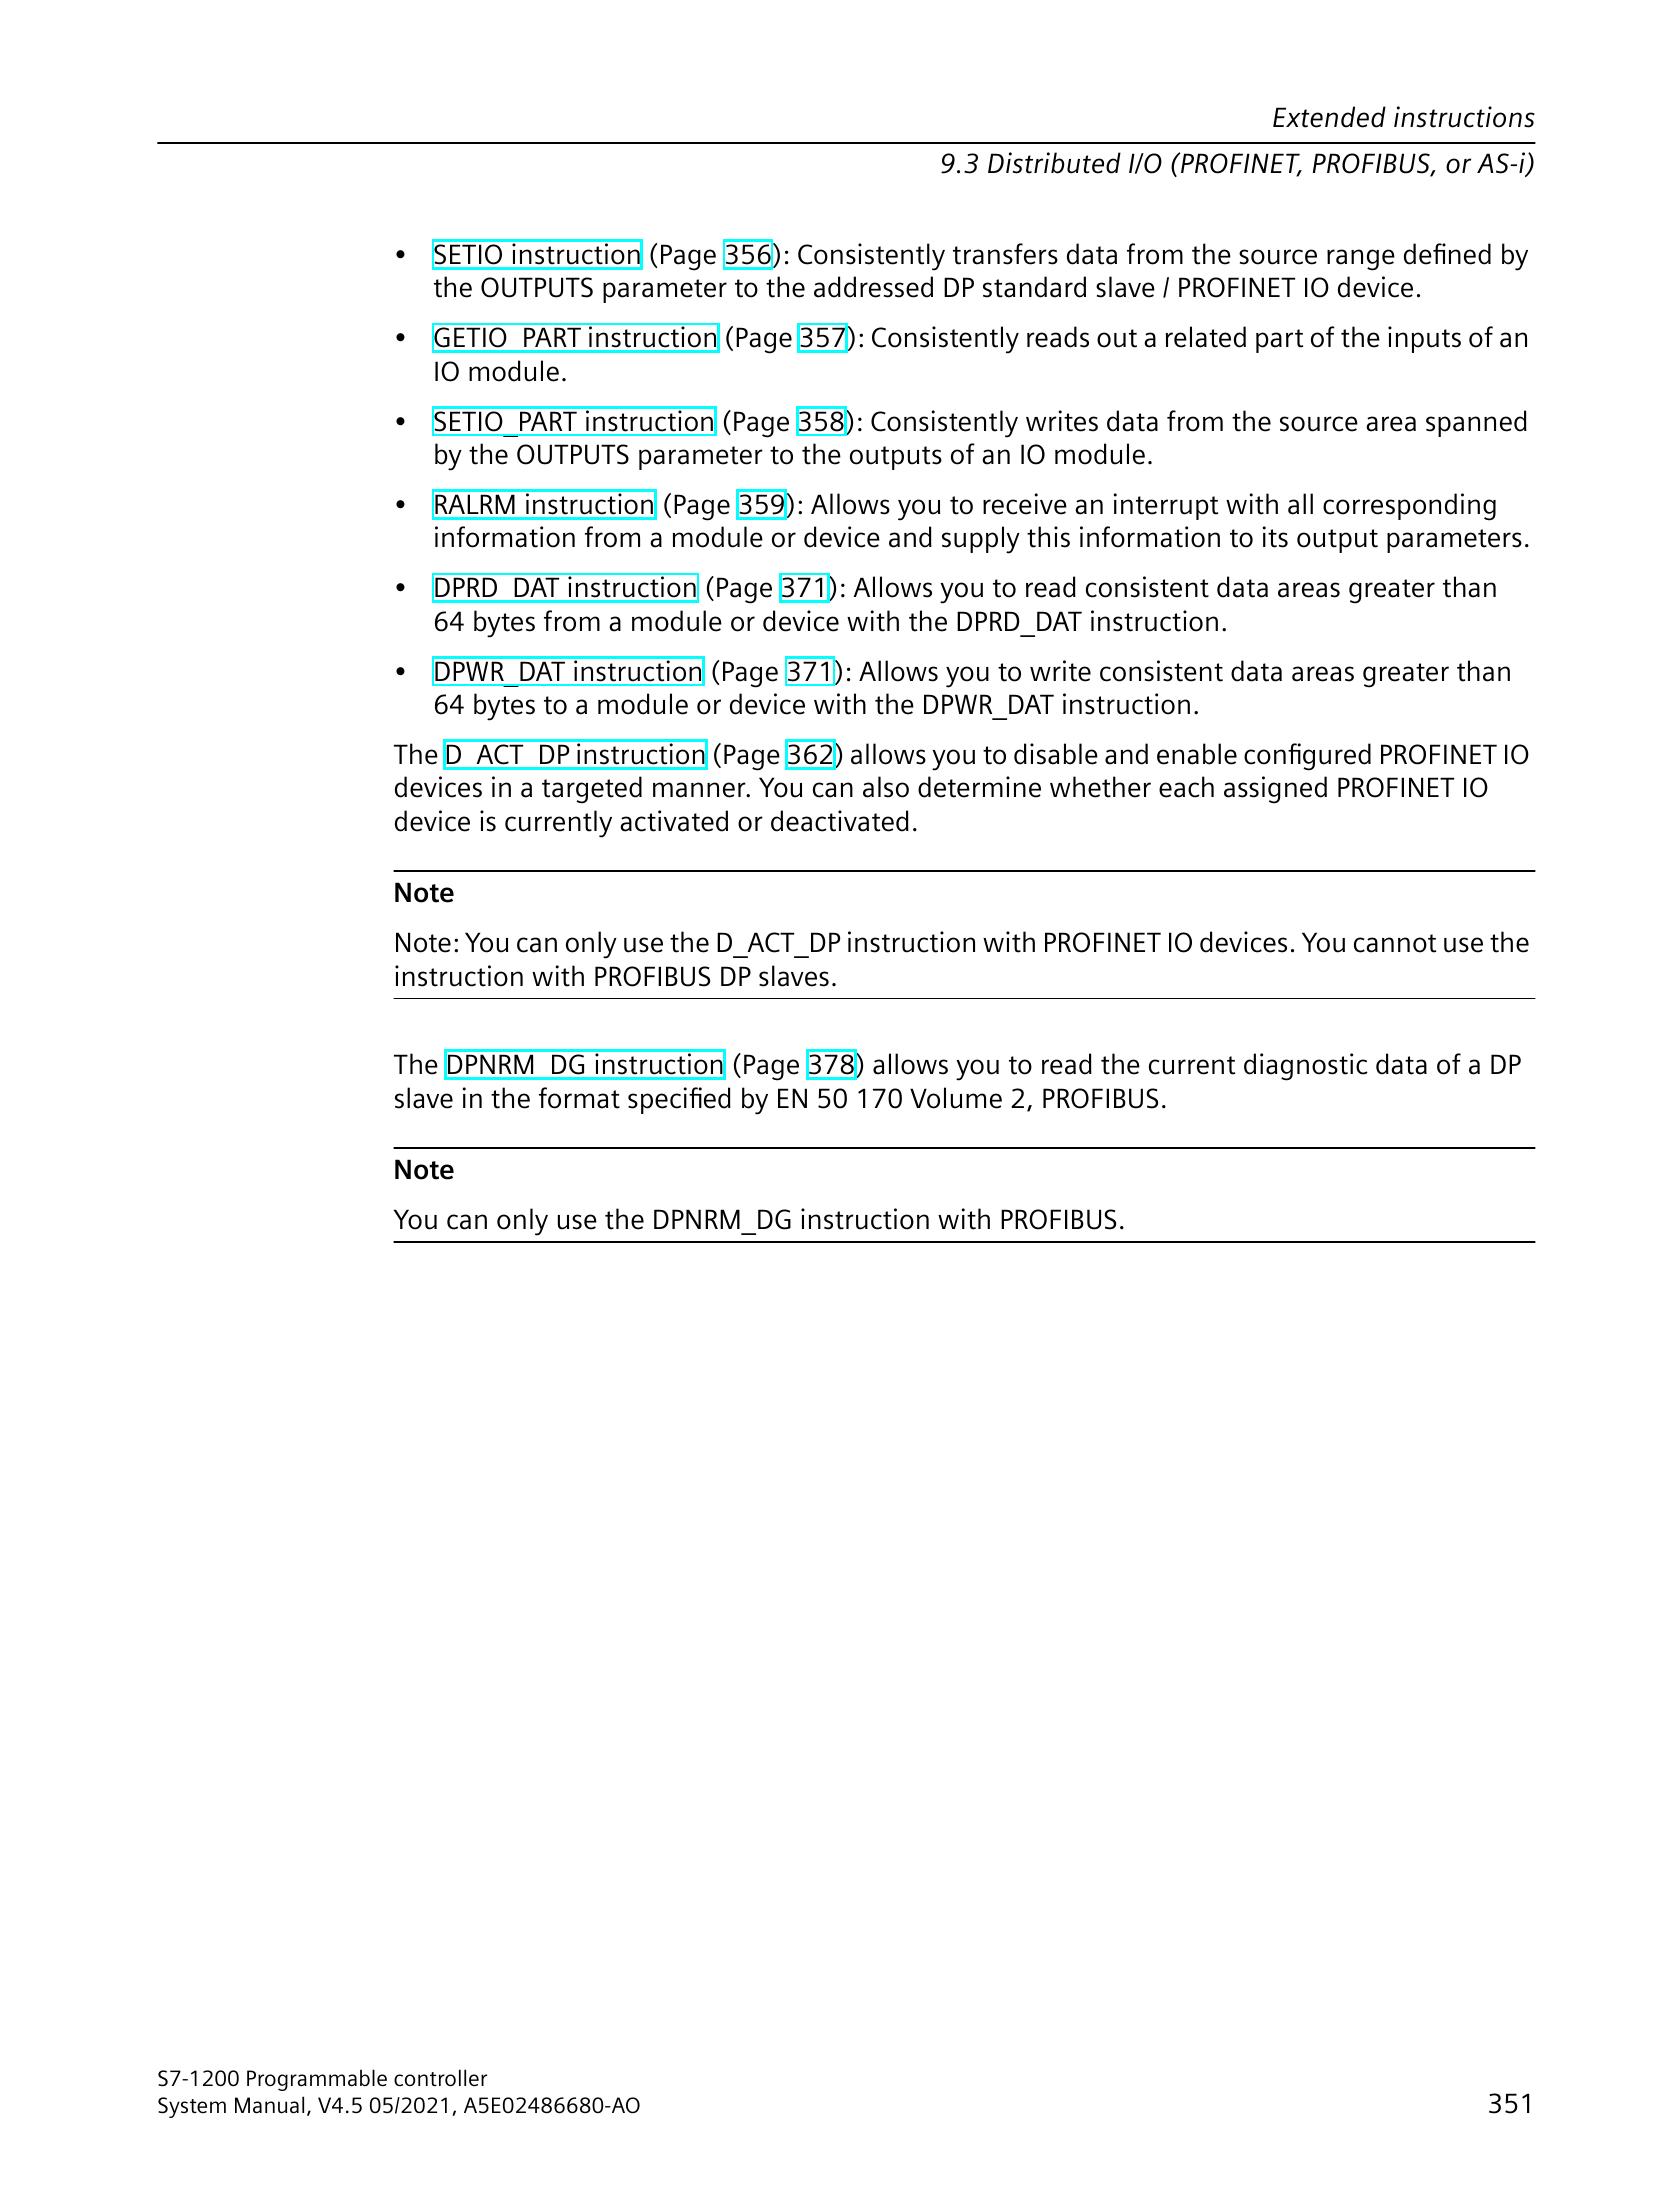 Extended instructions
9.3 Distributed I/O (PROFINET, PROFIBUS, or AS-i)
• SETIO instruction (Page 356): Consistently transfers data from the source range defined by
the OUTPUTS parameter to the addressed DP standard slave / PROFINET IO device.
• GETIO_PART instruction (Page 357): Consistently reads out a related part of the inputs of an
IO module.
• SETIO_PART instruction (Page 358): Consistently writes data from the source area spanned
by the OUTPUTS parameter to the outputs of an IO module.
• RALRM instruction (Page 359): Allows you to receive an interrupt with all corresponding
information from a module or device and supply this information to its output parameters.
• DPRD_DAT instruction (Page 371): Allows you to read consistent data areas greater than
64 bytes from a module or device with the DPRD_DAT instruction.
• DPWR_DAT instruction (Page 371): Allows you to write consistent data areas greater than
64 bytes to a module or device with the DPWR_DAT instruction.
The D_ACT_DP instruction (Page 362) allows you to disable and enable configured PROFINET IO
devices in a targeted manner. You can also determine whether each assigned PROFINET IO
device is currently activated or deactivated.
Note
Note: You can only use the D_ACT_DP instruction with PROFINET IO devices. You cannot use the
instruction with PROFIBUS DP slaves.
The DPNRM_DG instruction (Page 378) allows you to read the current diagnostic data of a DP
slave in the format specified by EN 50 170 Volume 2, PROFIBUS.
Note
You can only use the DPNRM_DG instruction with PROFIBUS.
S7-1200 Programmable controller
System Manual, V4.5 05/2021, A5E02486680-AO
351